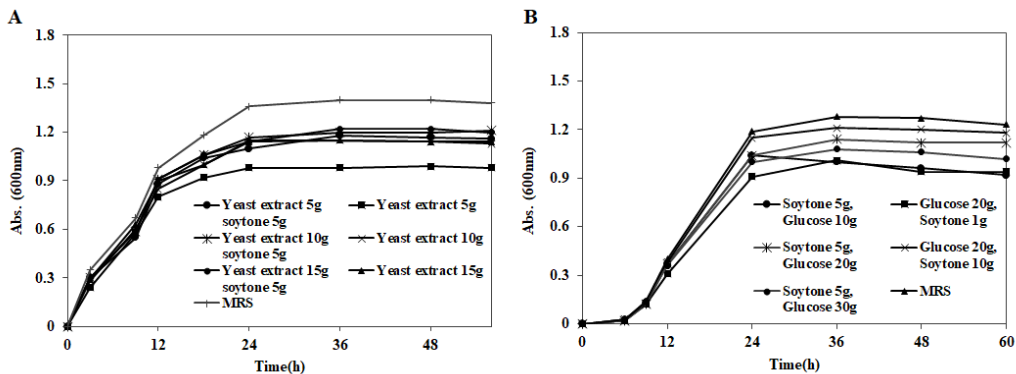 A
1.8
1.5
1.2
0.9
0.6
0.3
0
Abs. (600nm)
0
12
24
36
48
Time(h)
Yeast extract 5g
soytone 5g
Yeast extract 5g
Yeast extract 10g
soytone 5g
Yeast extract 10g
Yeast extract 15g
soytone 5g
Yeast extract 15g
MRS
B
1.8
1.5
1.2
0.9
0.6
0.3
0
Abs. (600nm)
0
12
24
36
48
60
Time(h)
Soytone 5g,
Glucose 10g
Glucose 20g,
Soytone 1g
Soytone 5g,
Glucose 20g
Glucose 20g,
Soytone 10g
Soytone 5g,
Glucose 30g
MRS